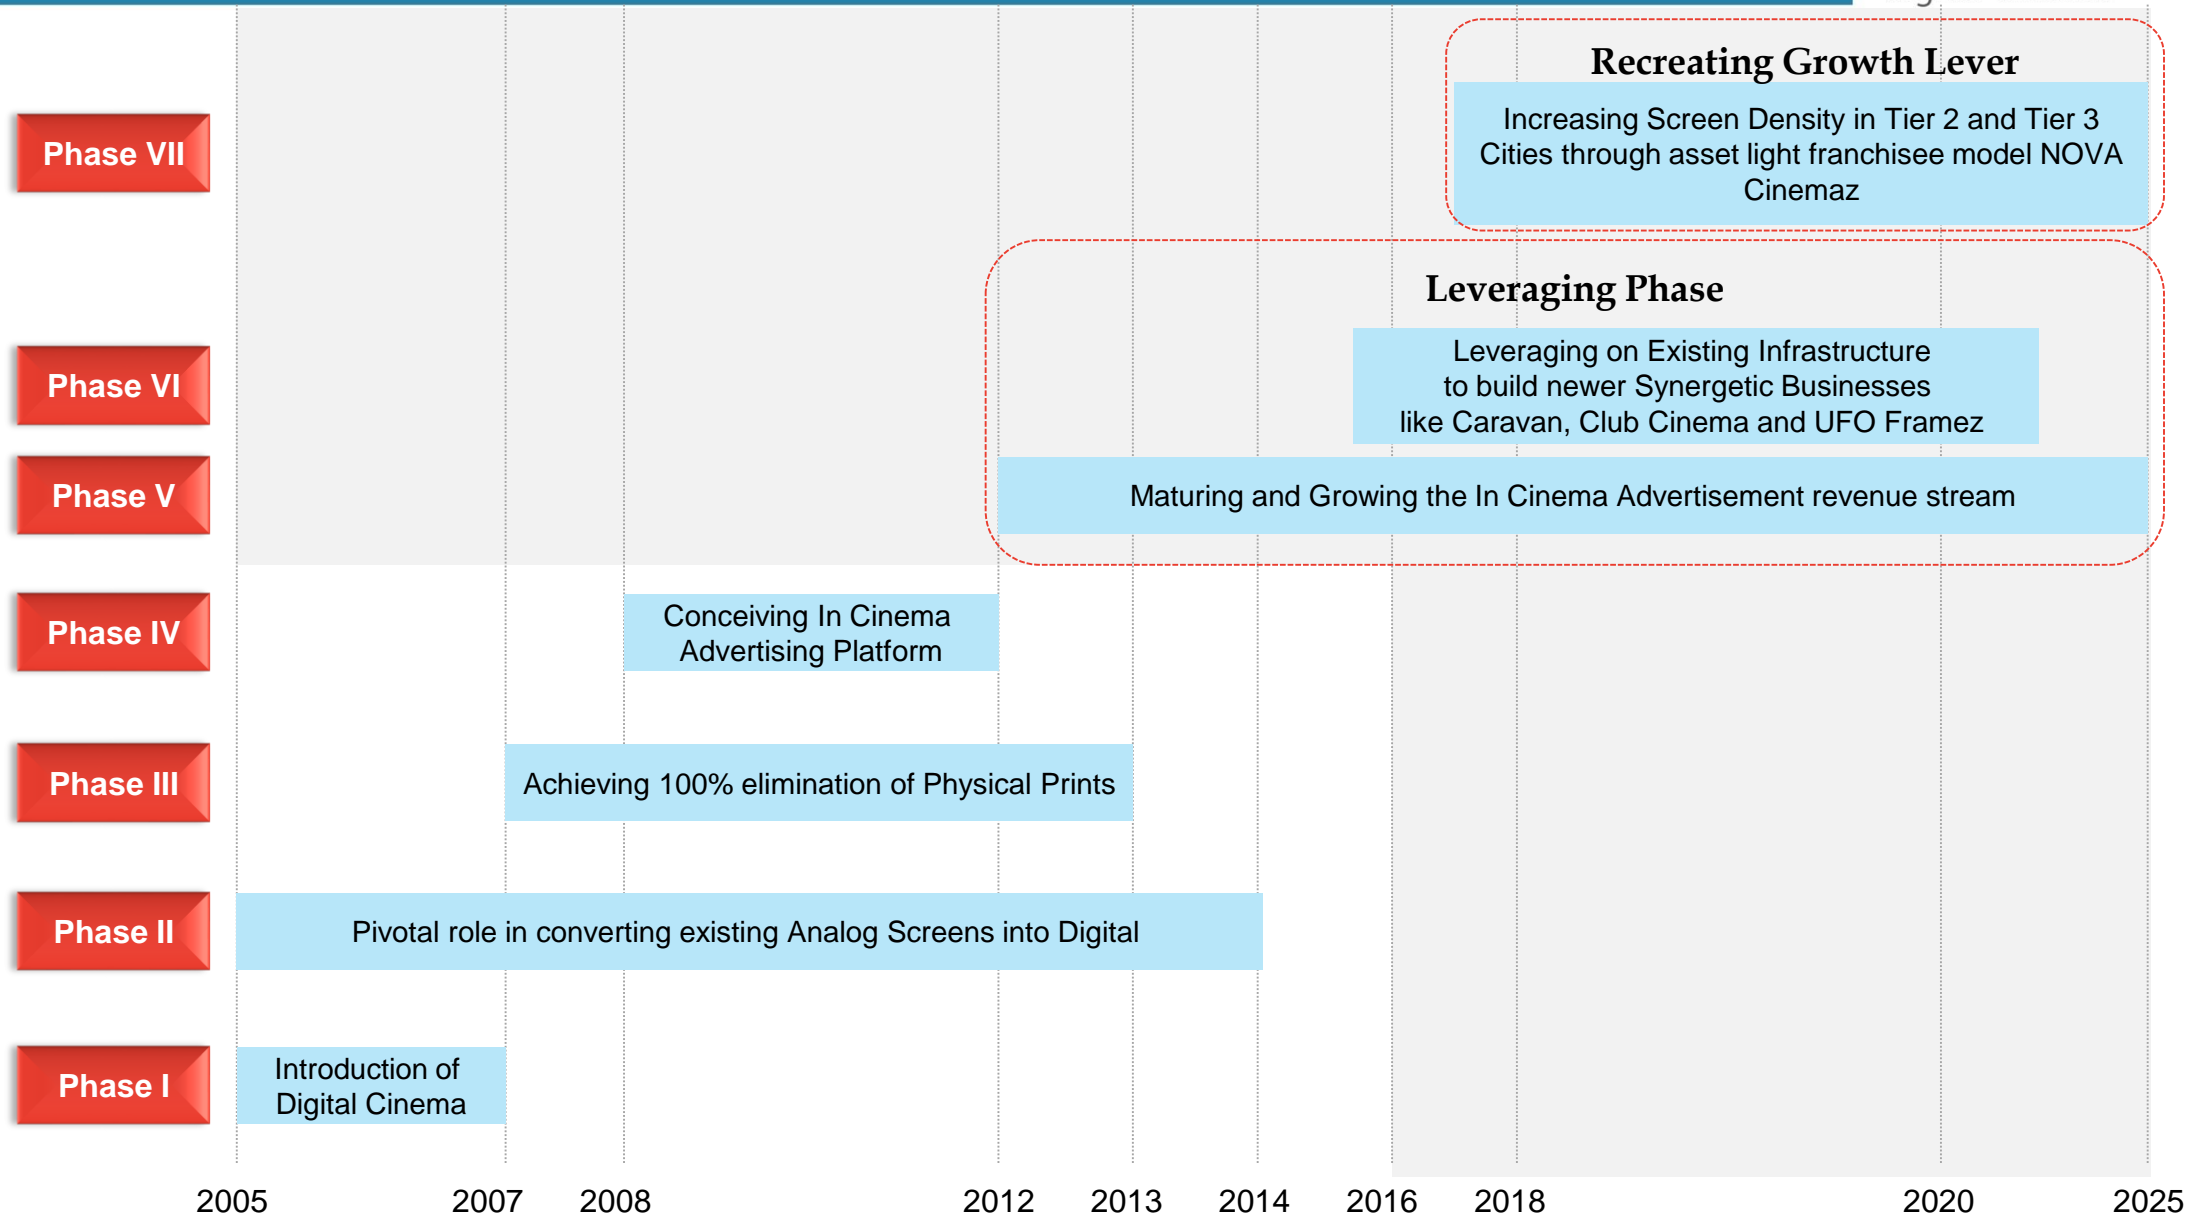 Recreating Growth Lever
Phase VII
Increasing Screen Density in Tier 2 and Tier 3
Cities through asset light franchisee model NOVA
Cinemaz
Leveraging Phase
Phase VI
Leveraging on Existing Infrastructure
to build newer Synergetic Businesses
like Caravan, Club Cinema and UFO Framez
Phase V
Maturing and Growing the In Cinema Advertisement revenue stream
Phase IV
Conceiving In Cinema
Advertising Platform
Phase III
Achieving 100% elimination of Physical Prints
Phase II
Pivotal role in converting existing Analog Screens into Digital
Phase I
Introduction of
Digital Cinema
2005 2007 2008 2012 2013 2014 2016 2018 2020 2025